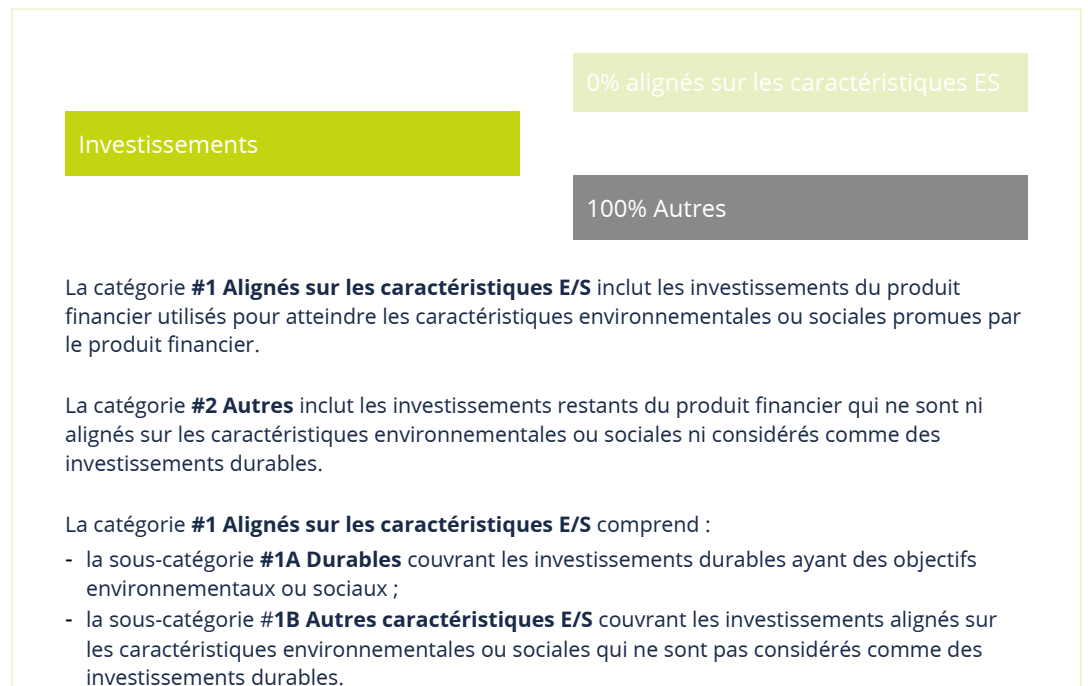 0% alignés sur les caractéristiques ES
Investissements
100% Autres
La catégorie #1 Alignés sur les caractéristiques E/S inclut les investissements du produit
financier utilisés pour atteindre les caractéristiques environnementales ou sociales promues par
le produit financier.
La catégorie #2 Autres inclut les investissements restants du produit financier qui ne sont ni
alignés sur les caractéristiques environnementales ou sociales ni considérés comme des
investissements durables.
La catégorie #1 Alignés sur les caractéristiques E/S comprend :
- la sous-catégorie #1A Durables couvrant les investissements durables ayant des objectifs
environnementaux ou sociaux ;
- la sous-catégorie #1B Autres caractéristiques E/S couvrant les investissements alignés sur
les caractéristiques environnementales ou sociales qui ne sont pas considérés comme des
investissements durables.